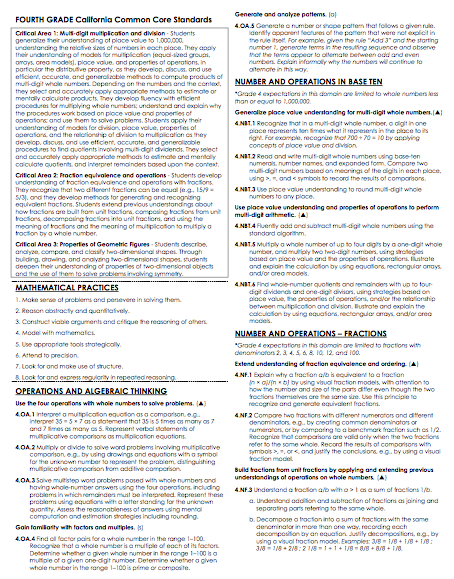 FOURTH GRADE California Common Core Standards
Critical Area 1: Multi-digit multiplication and division - Students
generalize their understanding of place value to 1,000,000,
understanding the relative sizes of numbers in each place. They
apply their understanding of models for multiplication (equal-sized groups,
arrays, area models), place value, and properties of operations, in
particular the distributive property, as they develop, discuss, and use
efficient, accurate, and generalizable methods to compute products of
multi-digit whole numbers. Depending on the numbers and the context,
they select and accurately apply appropriate methods to estimate or
mentally calculate products. They develop fluency with efficient
procedures for multiplying whole numbers; understand and explain why
the procedures work based on place value and properties of
operations; and use them to solve problems. Students apply their
understanding of models for division, place value, properties of
operations, and the relationship of division to multiplication as they
develop, discuss, and use efficient, accurate, and generalizable
procedures to find quotients involving multi-digit dividends. They select
and accurately apply appropriate methods to estimate and mentally
calculate quotients, and interpret remainders based upon the context.
Critical Area 2: Fraction equivalence and operations - Students develop
understanding of fraction equivalence and operations with fractions.
They recognize that two different fractions can be equal (e.g., 15/9 =
5/3), and they develop methods for generating and recognizing
equivalent fractions. Students extend previous understandings about
how fractions are built from unit fractions, composing fractions from unit
fractions, decomposing fractions into unit fractions, and using the
meaning of fractions and the meaning of multiplication to multiply a
fraction by a whole number.
Critical Area 3: Properties of Geometric Figures - Students describe,
analyze, compare, and classify two-dimensional shapes. Through
building, drawing, and analyzing two-dimensional shapes, students
deepen their understanding of properties of two-dimensional objects
and the use of them to solve problems involving symmetry.
MATHEMATICAL PRACTICES
1. Make sense of problems and persevere in solving them.
2. Reason abstractly and quantitatively.
3. Construct viable arguments and critique the reasoning of others.
4. Model with mathematics.
5. Use appropriate tools strategically.
6. Attend to precision.
7. Look for and make use of structure.
8. Look for and express regularity in repeated reasoning.
OPERATIONS AND ALGEBRAIC THINKING
Use the four operations with whole numbers to solve problems. (▲)
4.OA.1 Interpret a multiplication equation as a comparison, e.g.,
interpret 35 = 5 × 7 as a statement that 35 is 5 times as many as
7 and 7 times as many as 5. Represent verbal statements of
multiplicative comparisons as multiplication equations.
4.OA.2 Multiply or divide to solve word problems involving multiplicative
comparison, e.g., by using drawings and equations with a symbol
for the unknown number to represent the problem, distinguishing
multiplicative comparison from additive comparison.
4.OA.3 Solve multistep word problems posed with whole numbers and
having whole-number answers using the four operations, including
problems in which remainders must be interpreted. Represent these
problems using equations with a letter standing for the unknown
quantity. Assess the reasonableness of answers using mental
computation and estimation strategies including rounding.
Gain familiarity with factors and multiples. (s)
4.OA.4 Find all factor pairs for a whole number in the range 1–100.
Recognize that a whole number is a multiple of each of its factors.
Determine whether a given whole number in the range 1–100 is a
multiple of a given one-digit number. Determine whether a given
whole number in the range 1–100 is prime or composite.
Generate and analyze patterns. (a)
4.OA.5 Generate a number or shape pattern that follows a given rule.
Identify apparent features of the pattern that were not explicit in
the rule itself. For example, given the rule "Add 3" and the starting
number 1, generate terms in the resulting sequence and observe
that the terms appear to alternate between odd and even
numbers. Explain informally why the numbers will continue to
alternate in this way.
NUMBER AND OPERATIONS IN BASE TEN
*Grade 4 expectations in this domain are limited to whole numbers less
than or equal to 1,000,000.
Generalize place value understanding for multi-digit whole numbers.(▲)
4.NBT.1 Recognize that in a multi-digit whole number, a digit in one
place represents ten times what it represents in the place to its
right. For example, recognize that 700 ÷ 70 = 10 by applying
concepts of place value and division.
4.NBT.2 Read and write multi-digit whole numbers using base-ten
numerals, number names, and expanded form. Compare two
multi-digit numbers based on meanings of the digits in each place,
using >, =, and < symbols to record the results of comparisons.
4.NBT.3 Use place value understanding to round multi-digit whole
numbers to any place.
Use place value understanding and properties of operations to perform
multi-digit arithmetic. (▲)
4.NBT.4 Fluently add and subtract multi-digit whole numbers using the
standard algorithm.
4.NBT.5 Multiply a whole number of up to four digits by a one-digit whole
number, and multiply two two-digit numbers, using strategies
based on place value and the properties of operations. Illustrate
and explain the calculation by using equations, rectangular arrays,
and/or area models.
4.NBT.6 Find whole-number quotients and remainders with up to four-
digit dividends and one-digit divisors, using strategies based on
place value, the properties of operations, and/or the relationship
between multiplication and division. Illustrate and explain the
calculation by using equations, rectangular arrays, and/or area
models.
NUMBER AND OPERATIONS – FRACTIONS
*Grade 4 expectations in this domain are limited to fractions with
denominators 2, 3, 4, 5, 6, 8, 10, 12, and 100.
Extend understanding of fraction equivalence and ordering. (▲)
4.NF.1 Explain why a fraction a/b is equivalent to a fraction
(n × a)/(n × b) by using visual fraction models, with attention to
how the number and size of the parts differ even though the two
fractions themselves are the same size. Use this principle to
recognize and generate equivalent fractions.
4.NF.2 Compare two fractions with different numerators and different
denominators, e.g., by creating common denominators or
numerators, or by comparing to a benchmark fraction such as 1/2.
Recognize that comparisons are valid only when the two fractions
refer to the same whole. Record the results of comparisons with
symbols >, =, or <, and justify the conclusions, e.g., by using a visual
fraction model.
Build fractions from unit fractions by applying and extending previous
understandings of operations on whole numbers. (▲)
4.NF.3 Understand a fraction a/b with a > 1 as a sum of fractions 1/b.
a. Understand addition and subtraction of fractions as joining and
separating parts referring to the same whole.
b. Decompose a fraction into a sum of fractions with the same
denominator in more than one way, recording each
decomposition by an equation. Justify decompositions, e.g., by
using a visual fraction model. Examples: 3/8 = 1/8 + 1/8 + 1/8 ;
3/8 = 1/8 + 2/8 ; 2 1/8 = 1 + 1 + 1/8 = 8/8 + 8/8 + 1/8.